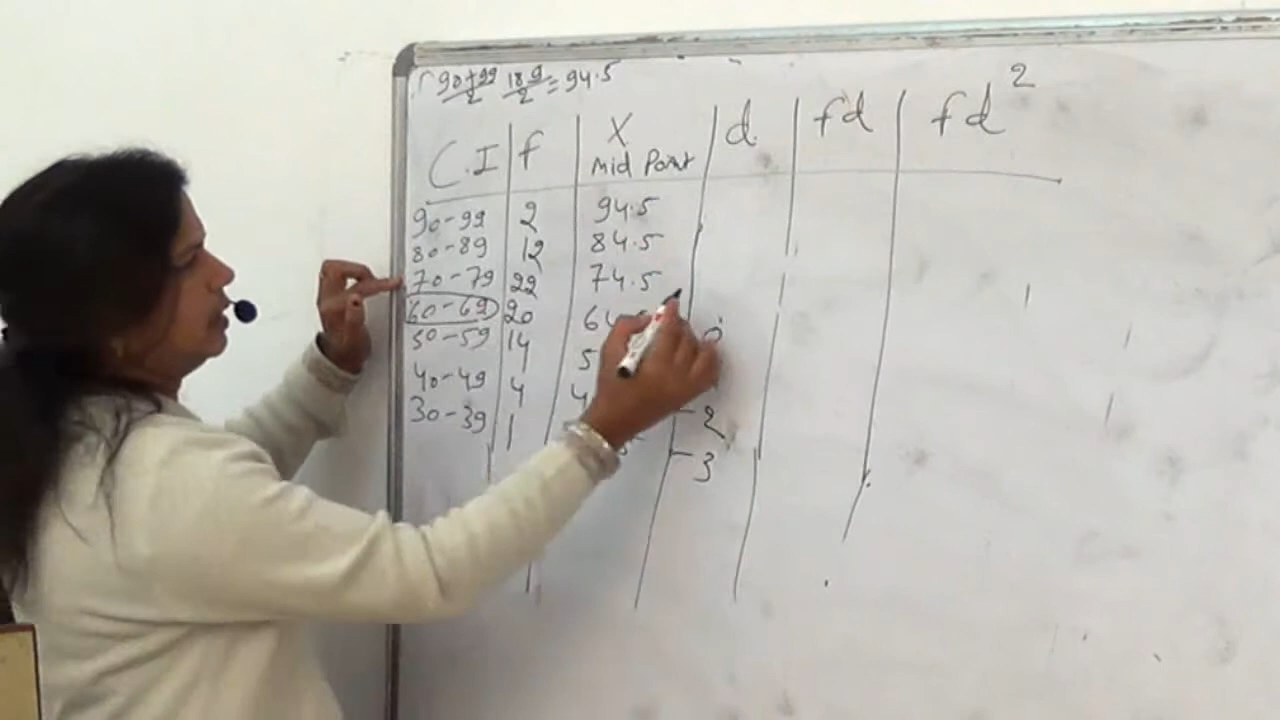 90+99/2 189/2 = 94.5
C.I f X Mid Point d. fd fd²
90-99 2 94.5
80-89 12 84.5
70-79 22 74.5
60-69 20 0
50-59 14
40-49 4 -2
30-39 1 -3